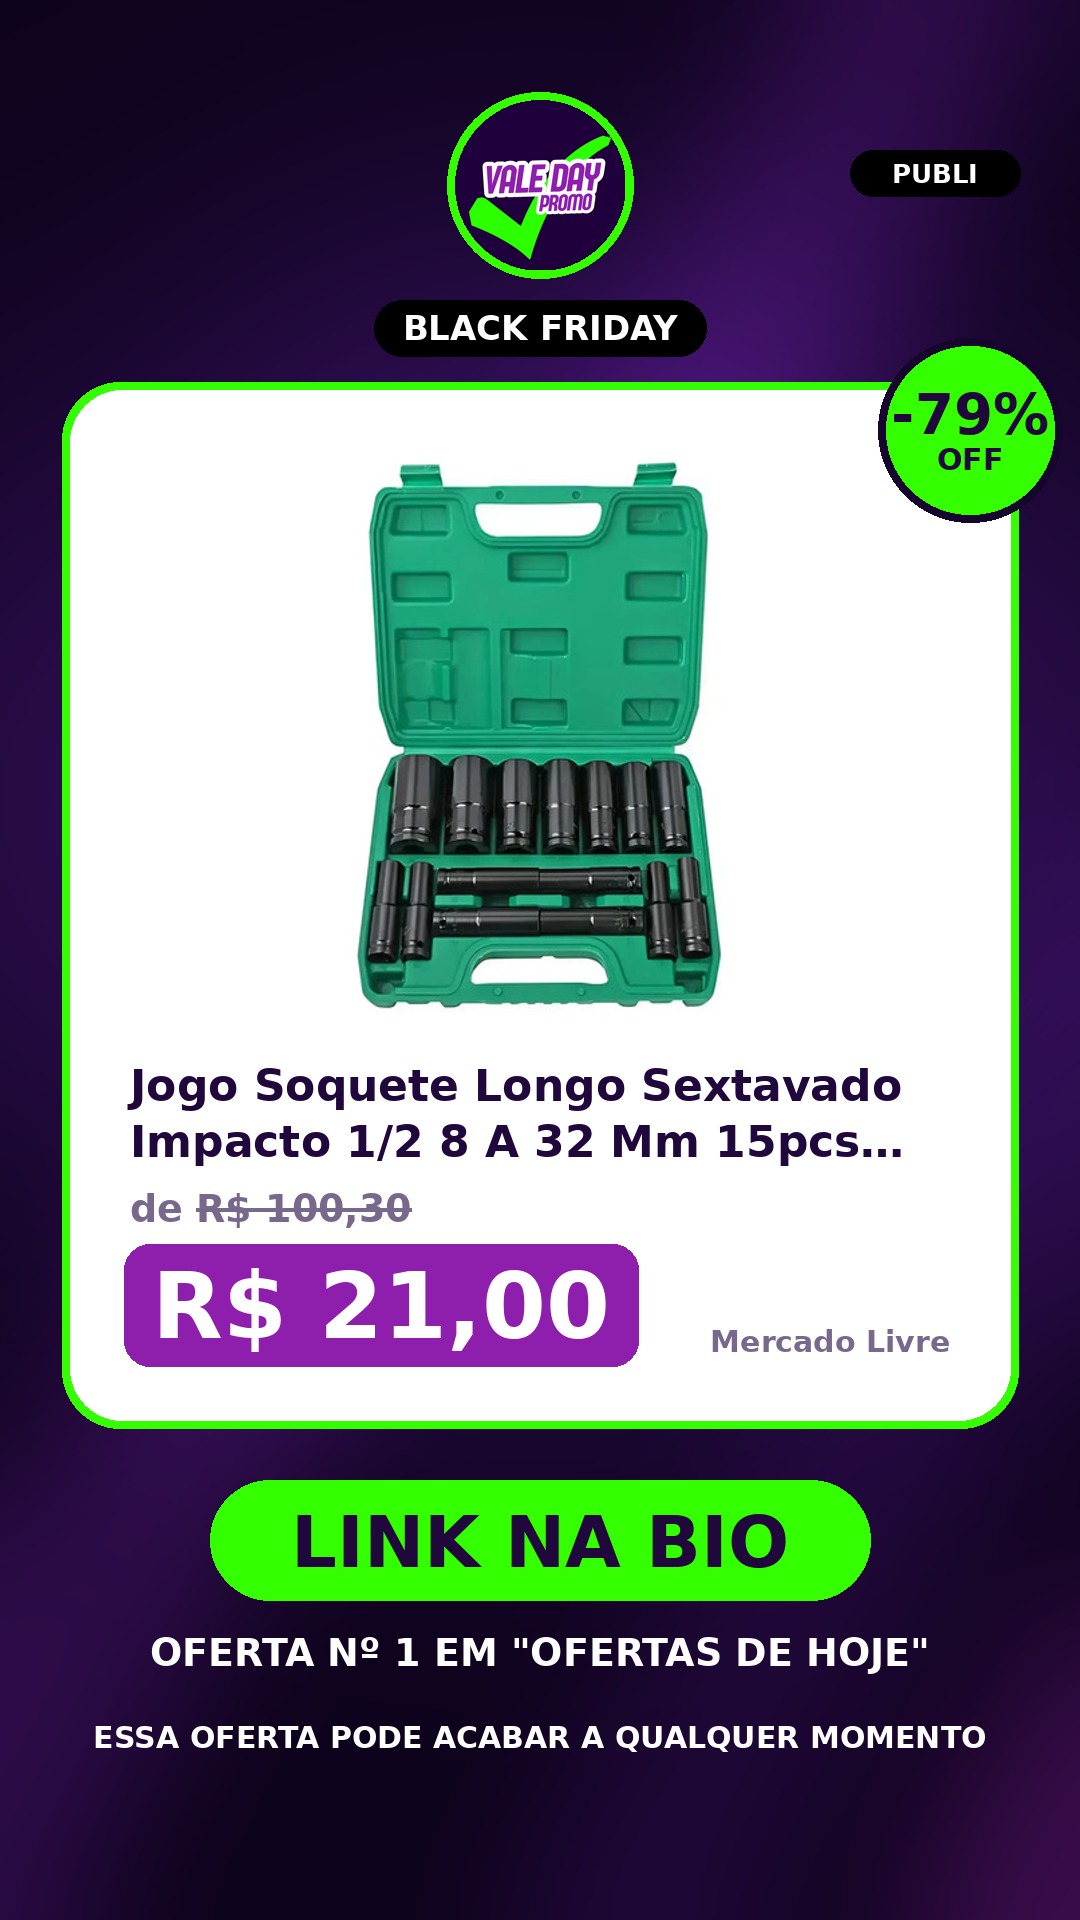 VALE DAY
PROMO
PUBLI
BLACK FRIDAY
-79%
OFF
Jogo Soquete Longo Sextavado
Impacto 1/2 8 A 32 Mm 15pcs...
de R$ 100,30
R$ 21,00
Mercado Livre
LINK NA BIO
OFERTA Nº 1 EM "OFERTAS DE HOJE"
ESSA OFERTA PODE ACABAR A QUALQUER MOMENTO